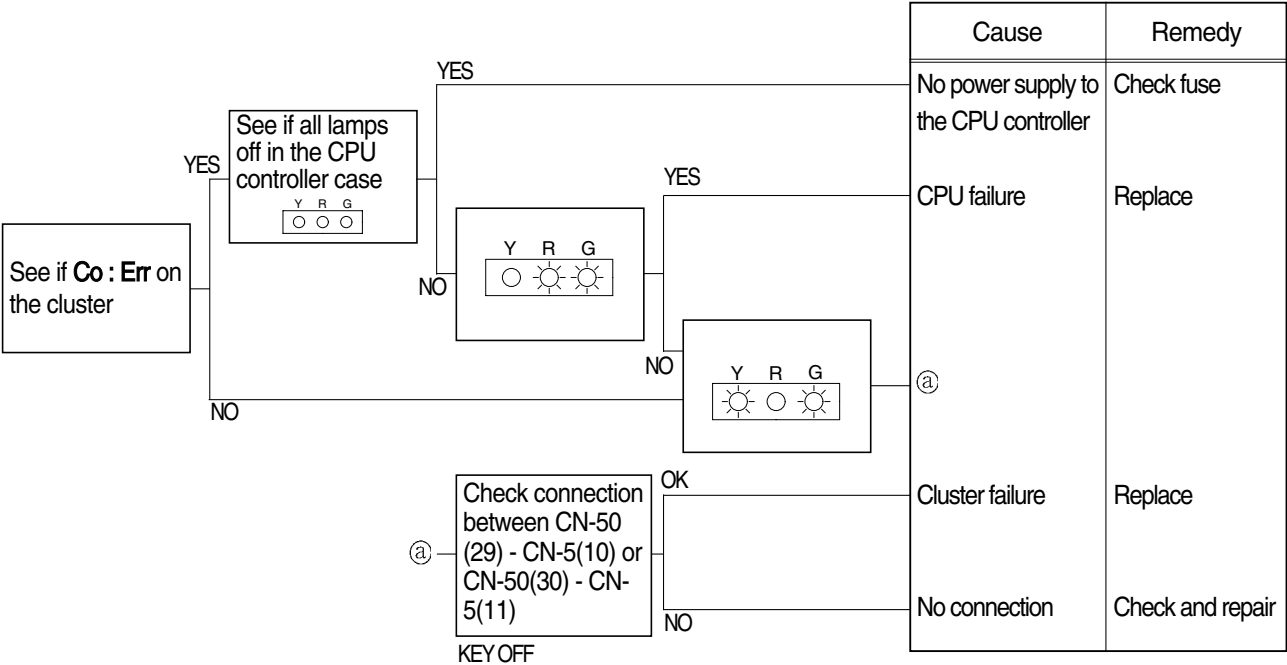 Cause
Remedy
YES
No power supply to
the CPU controller
Check fuse
See if all lamps
off in the CPU
controller case
Y R G
YES
YES
CPU failure
Replace
Y R G
See if Co : Err on
the cluster
NO
NO
Y R G
ⓐ
NO
Check connection
between CN-50
(29) - CN-5(10) or
CN-50(30) - CN-
5(11)
ⓐ
OK
Cluster failure
Replace
No connection
Check and repair
NO
KEY OFF